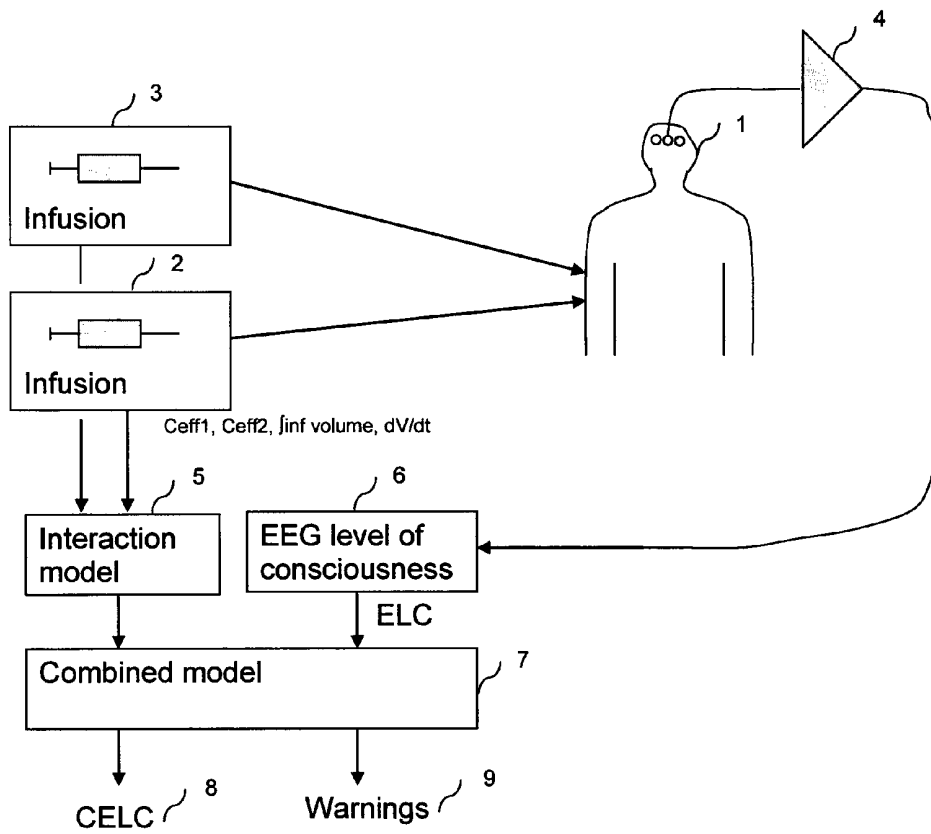 4
3
1
Infusion
2
Infusion
Ceff1, Ceff2, ∫inf volume, dV/dt
5
6
Interaction
model
EEG level of
consciousness
ELC
Combined model
7
8
9
CELC
Warnings